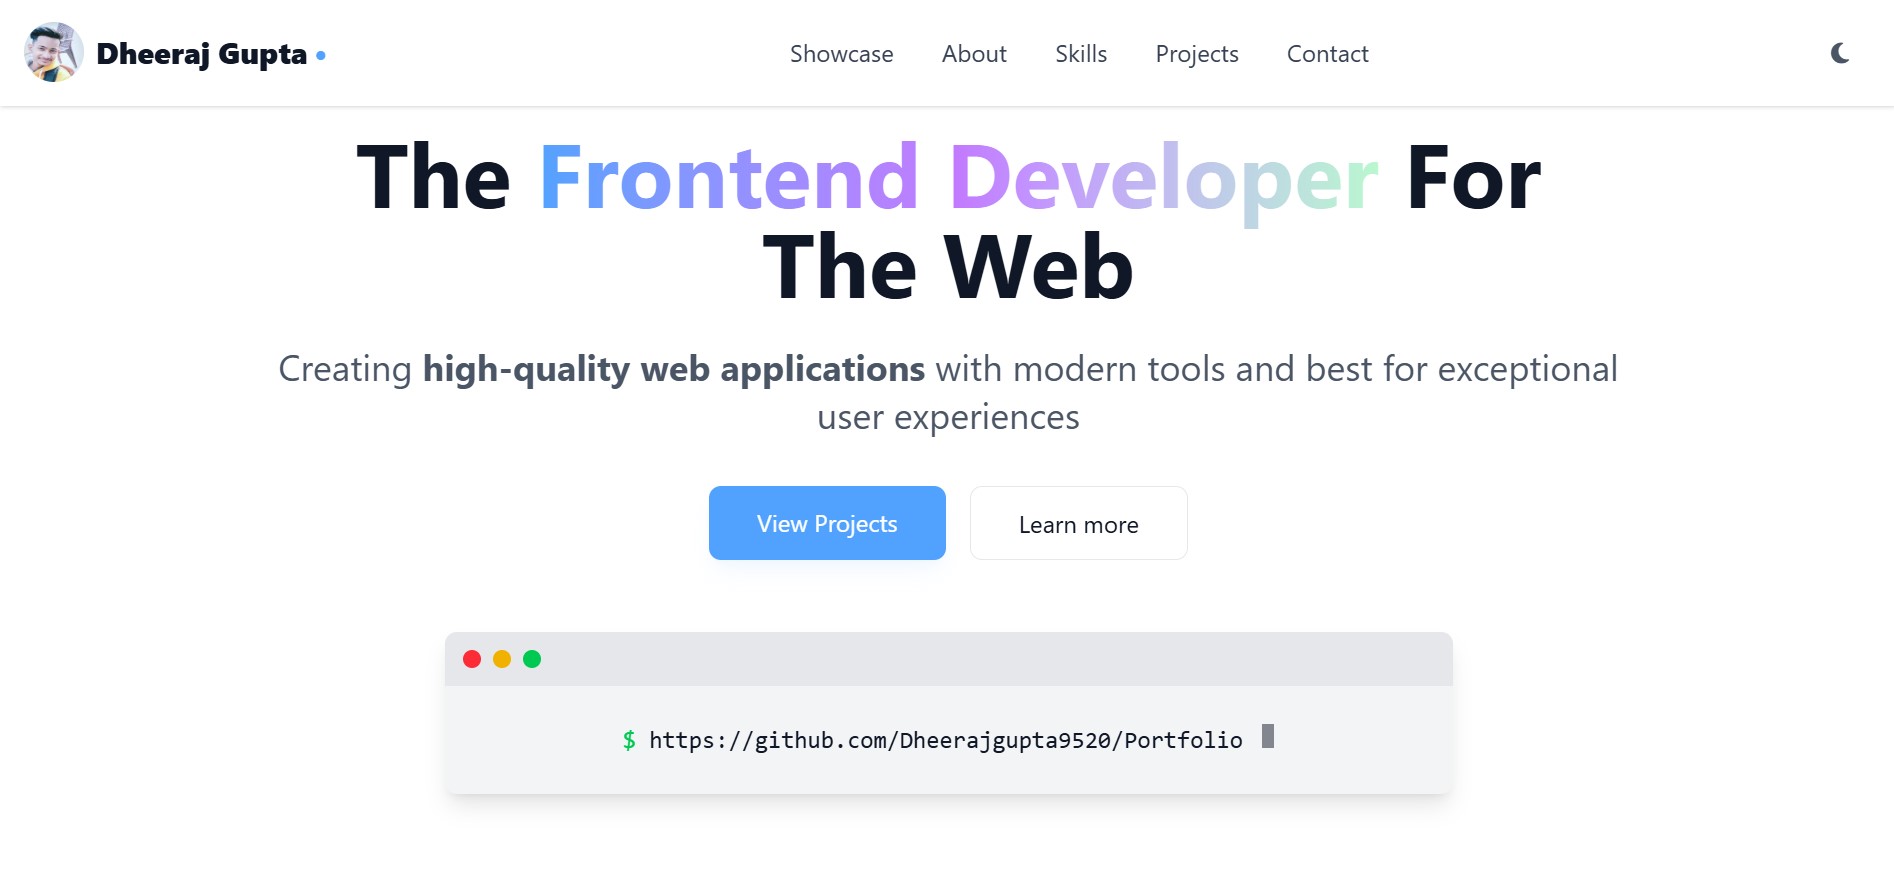 Dheeraj Gupta
Showcase About Skills Projects Contact
The Frontend Developer For
The Web
Creating high-quality web applications with modern tools and best for exceptional
user experiences
View Projects Learn more
$ https://github.com/Dheerajgupta9520/Portfolio